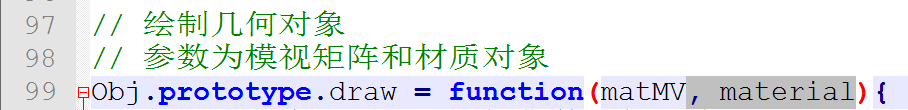 97 // 绘制几何对象
98 // 参数为模视矩阵和材质对象
99 Obj.prototype.draw = function(matMV, material){